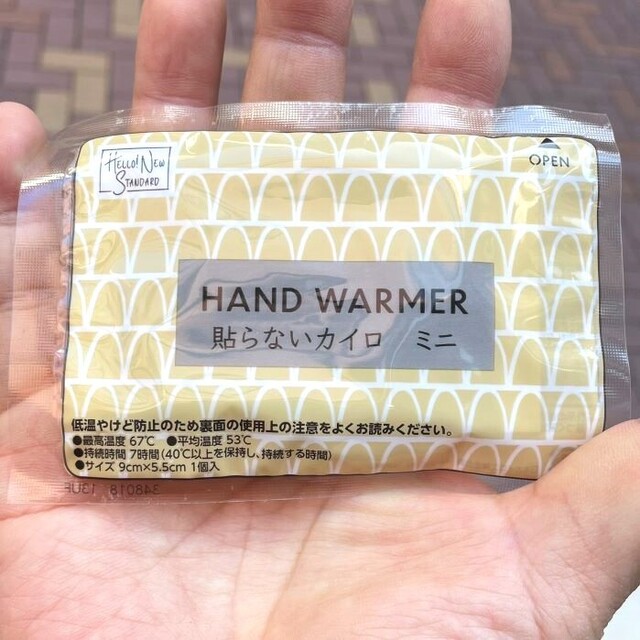 HELLO! NEW
STANDARD
OPEN
HAND WARMER
貼らないカイロ ミニ
低温やけど防止のため裏面の使用上の注意をよくお読みください。
●最高温度 67℃ ●平均温度 53℃
●持続時間 7時間(40℃以上を保持し、持続する時間)
●サイズ 9cm×5.5cm 1個入